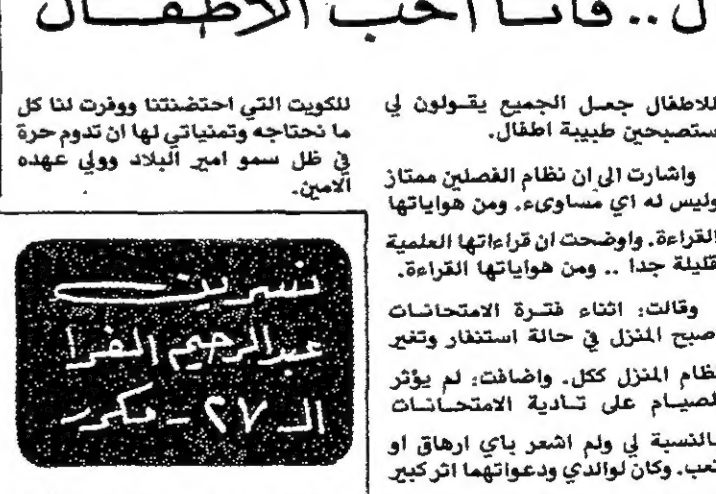 ل .. فأنا أحب الأطفال
للاطفال جعل الجميع يقولون لي
ستصبحين طبيبة اطفال.
واشارت الى ان نظام الفصلين ممتاز
وليس له اي مساوىء. ومن هواياتها
القراءة. واوضحت ان قراءاتها العلمية
قليلة جدا .. ومن هواياتها القراءة.
وقالت: اثناء فترة الامتحانات
اصبح المنزل في حالة استنفار وتغير
نظام المنزل ككل. واضافت: لم يؤثر
الصيام على تادية الامتحانات
بالنسبة لي ولم اشعر باي ارهاق او
تعب. وكان لوالدي ودعواتهما اثر كبير
للكويت التي احتضنتنا ووفرت لنا كل
ما نحتاجه وتمنياتي لها ان تدوم حرة
في ظل سمو امير البلاد وولي عهده
الامين.
نسرين
عبدالرحيم الفرا
الـ ٢٧ - مكرر